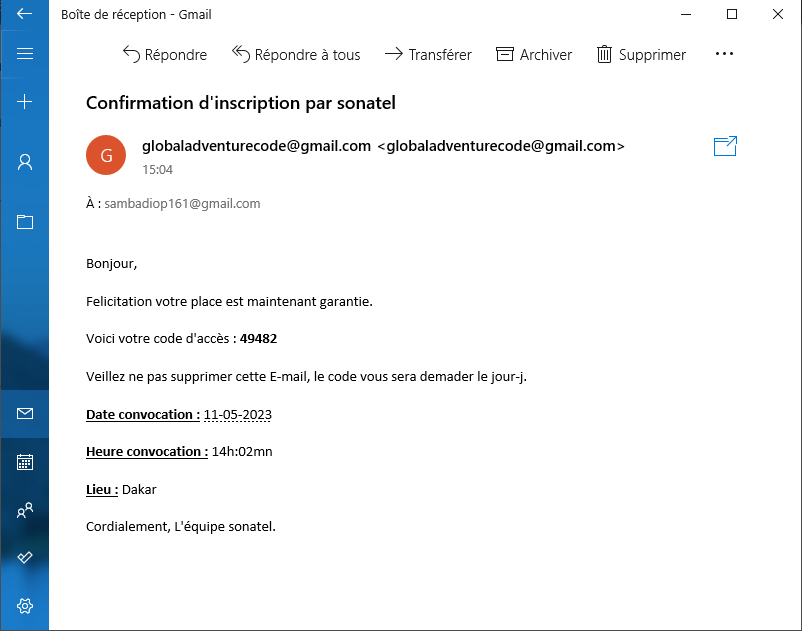 Boîte de réception - Gmail
Répondre Répondre à tous Transférer Archiver Supprimer
Confirmation d'inscription par sonatel
G
globaladventurecode@gmail.com <globaladventurecode@gmail.com>
15:04
À : sambadiop161@gmail.com
Bonjour,
Felicitation votre place est maintenant garantie.
Voici votre code d'accès : 49482
Veillez ne pas supprimer cette E-mail, le code vous sera demader le jour-j.
Date convocation : 11-05-2023
Heure convocation : 14h:02mn
Lieu : Dakar
Cordialement, L'équipe sonatel.